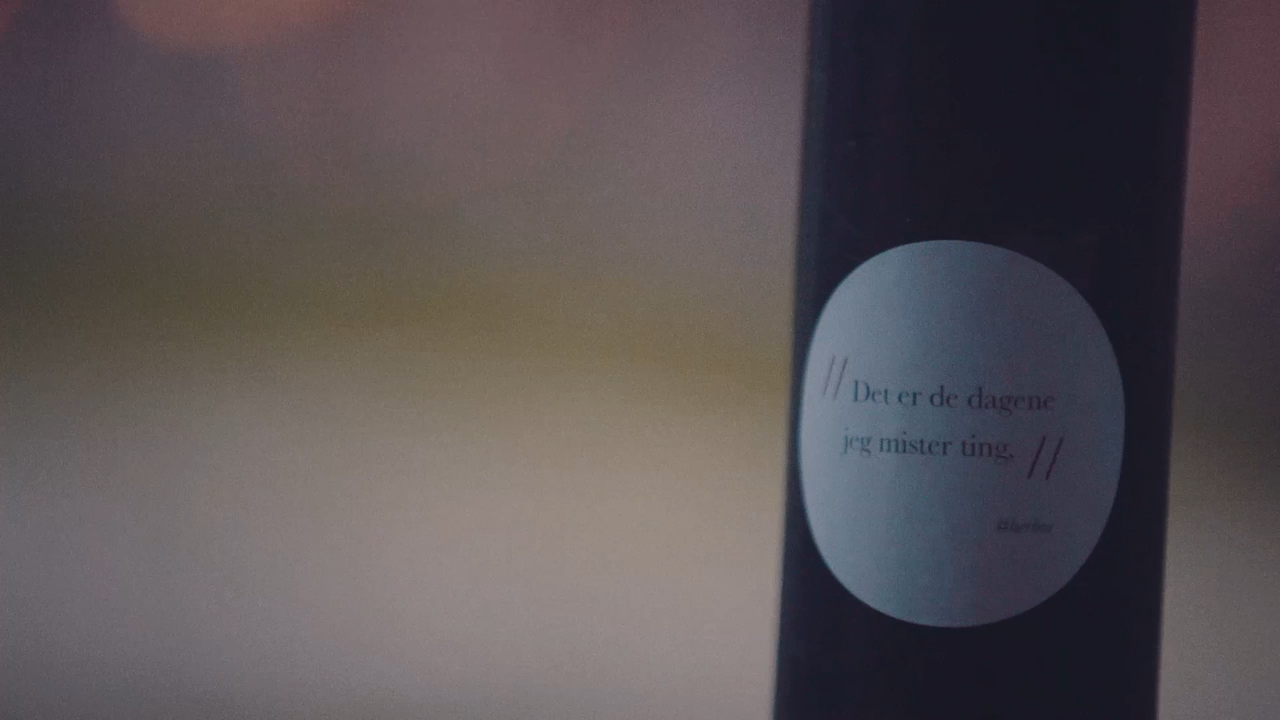 // Det er de dagene
jeg mister ting. //